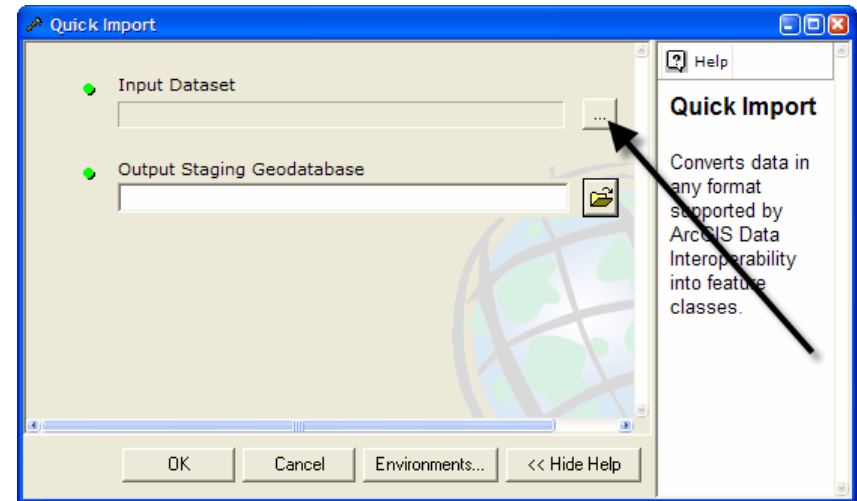 Quick Import
Input Dataset
...
Output Staging Geodatabase
OK
Cancel
Environments...
<< Hide Help
Help
Quick Import
Converts data in
any format
supported by
ArcGIS Data
Interoperability
into feature
classes.